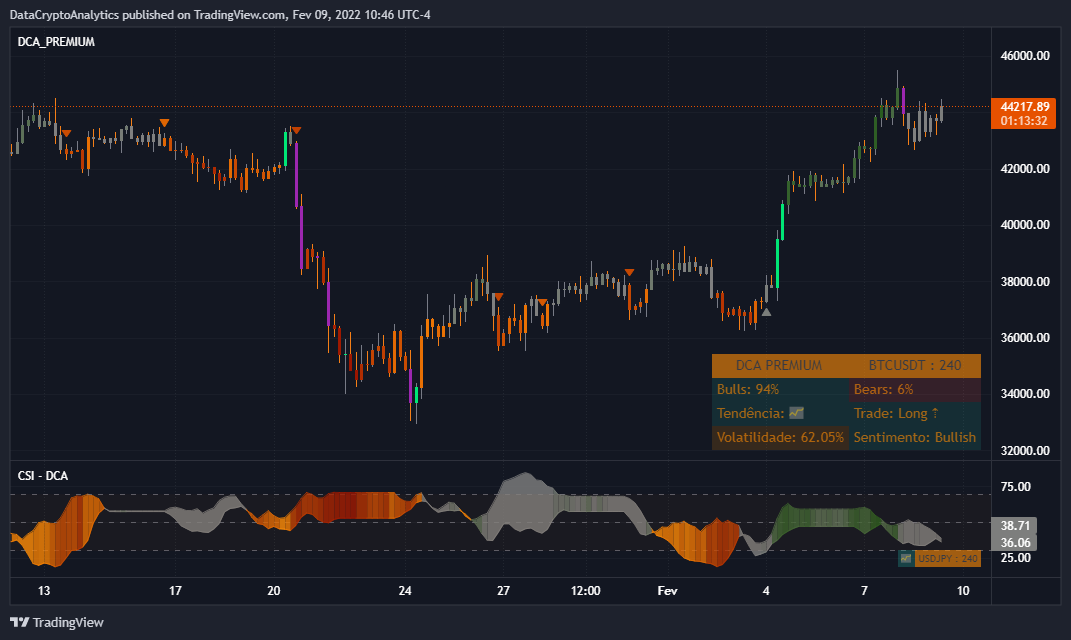 DataCryptoAnalytics published on TradingView.com, Fev 09, 2022 10:46 UTC-4
DCA_PREMIUM
46000.00
44217.89
01:13:32
42000.00
40000.00
38000.00
36000.00
34000.00
32000.00
DCA PREMIUM BTCUSDT : 240
Bulls: 94% Bears: 6%
Tendência: Trade: Long ↑
Volatilidade: 62.05% Sentimento: Bullish
CSI - DCA
75.00
38.71
36.06
25.00
USDJPY : 240
13 17 20 24 27 12:00 Fev 4 7 10
TradingView